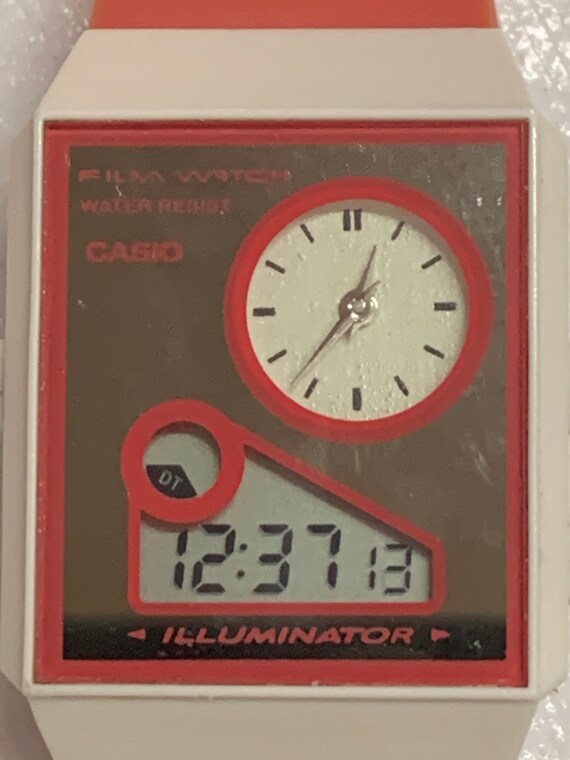 FILM WATCH
WATER RESIST
CASIO
DT
12:37 13
◄ ILLUMINATOR ►